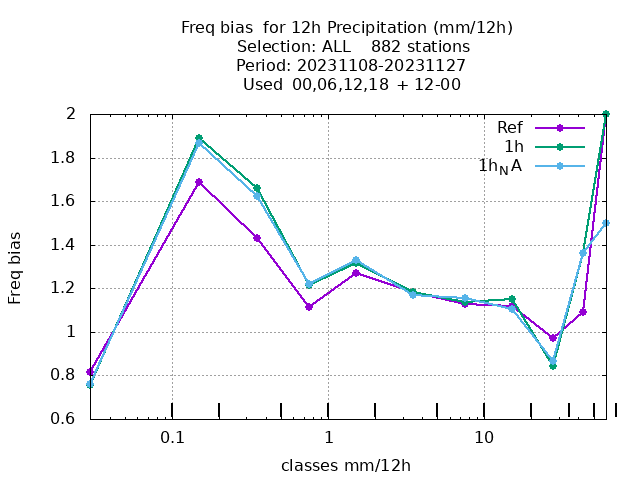 Freq bias  for 12h Precipitation (mm/12h)
Selection: ALL    882 stations
Period: 20231108-20231127
Used  00,06,12,18  + 12-00
Ref
1h
1h_N A
2
1.8
1.6
1.4
1.2
1
0.8
0.6
Freq bias
0.1
1
10
classes mm/12h